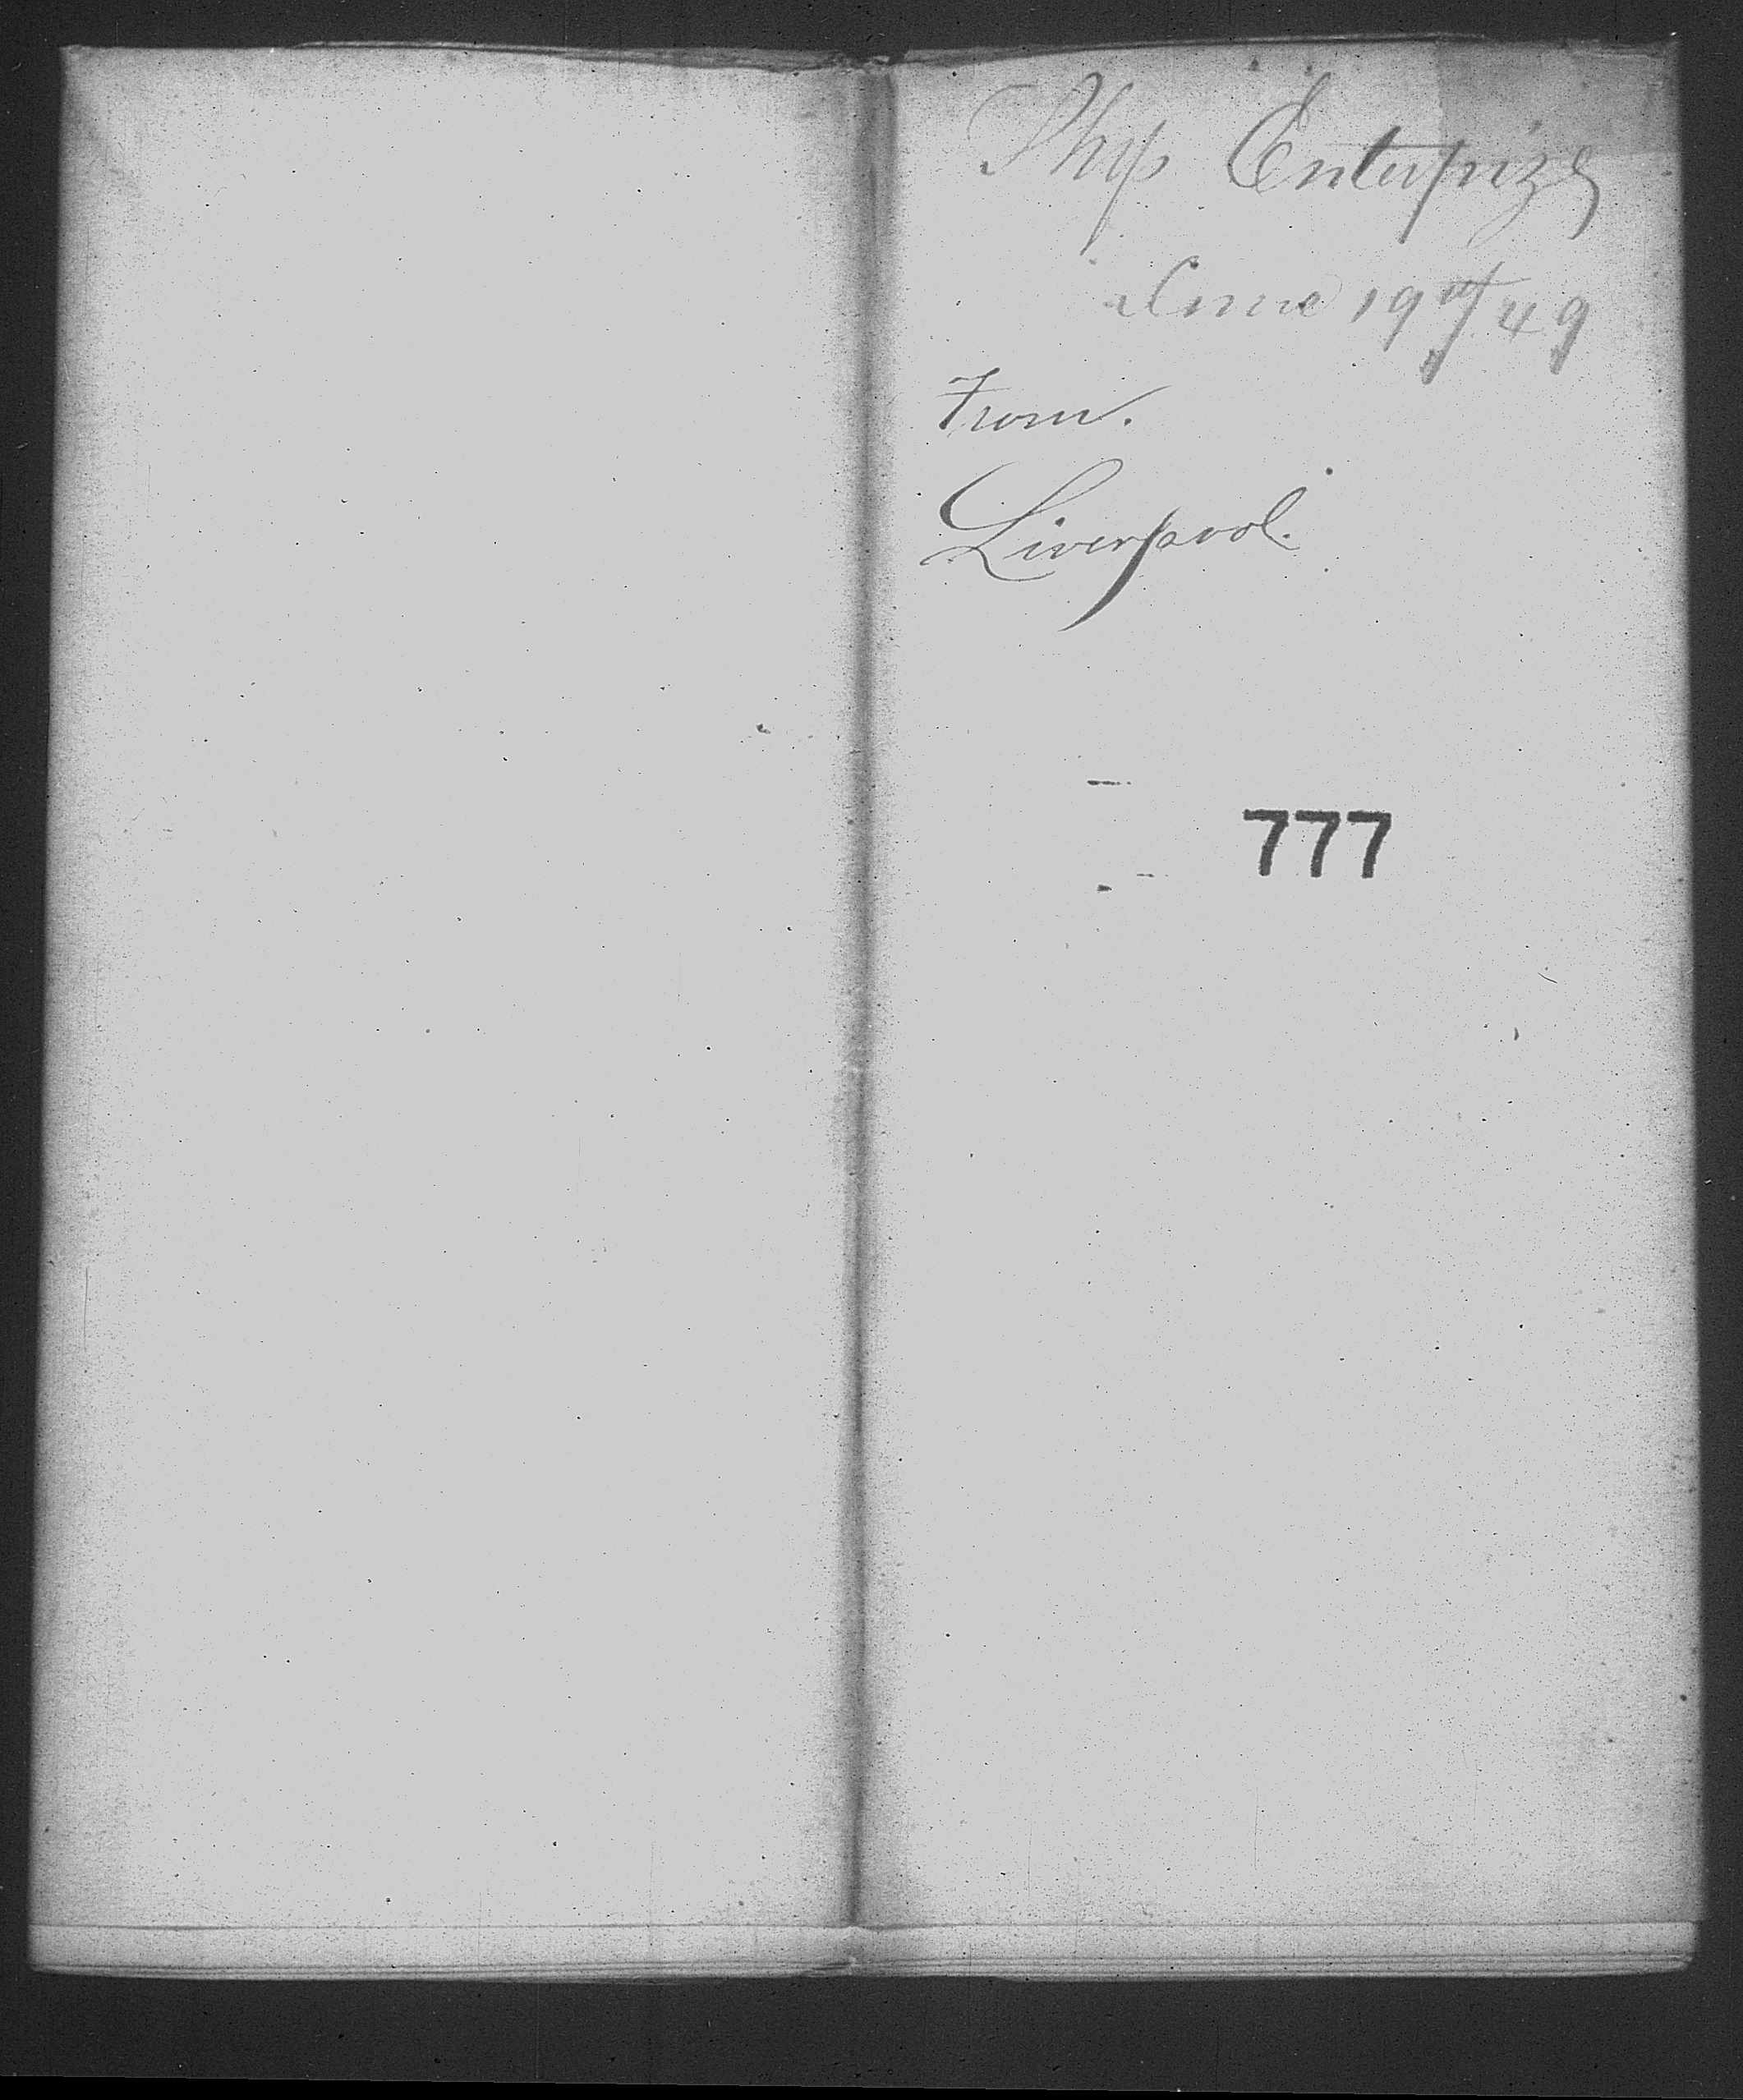 Ship Enterprize
June 19th 49
From.
Liverpool.
777